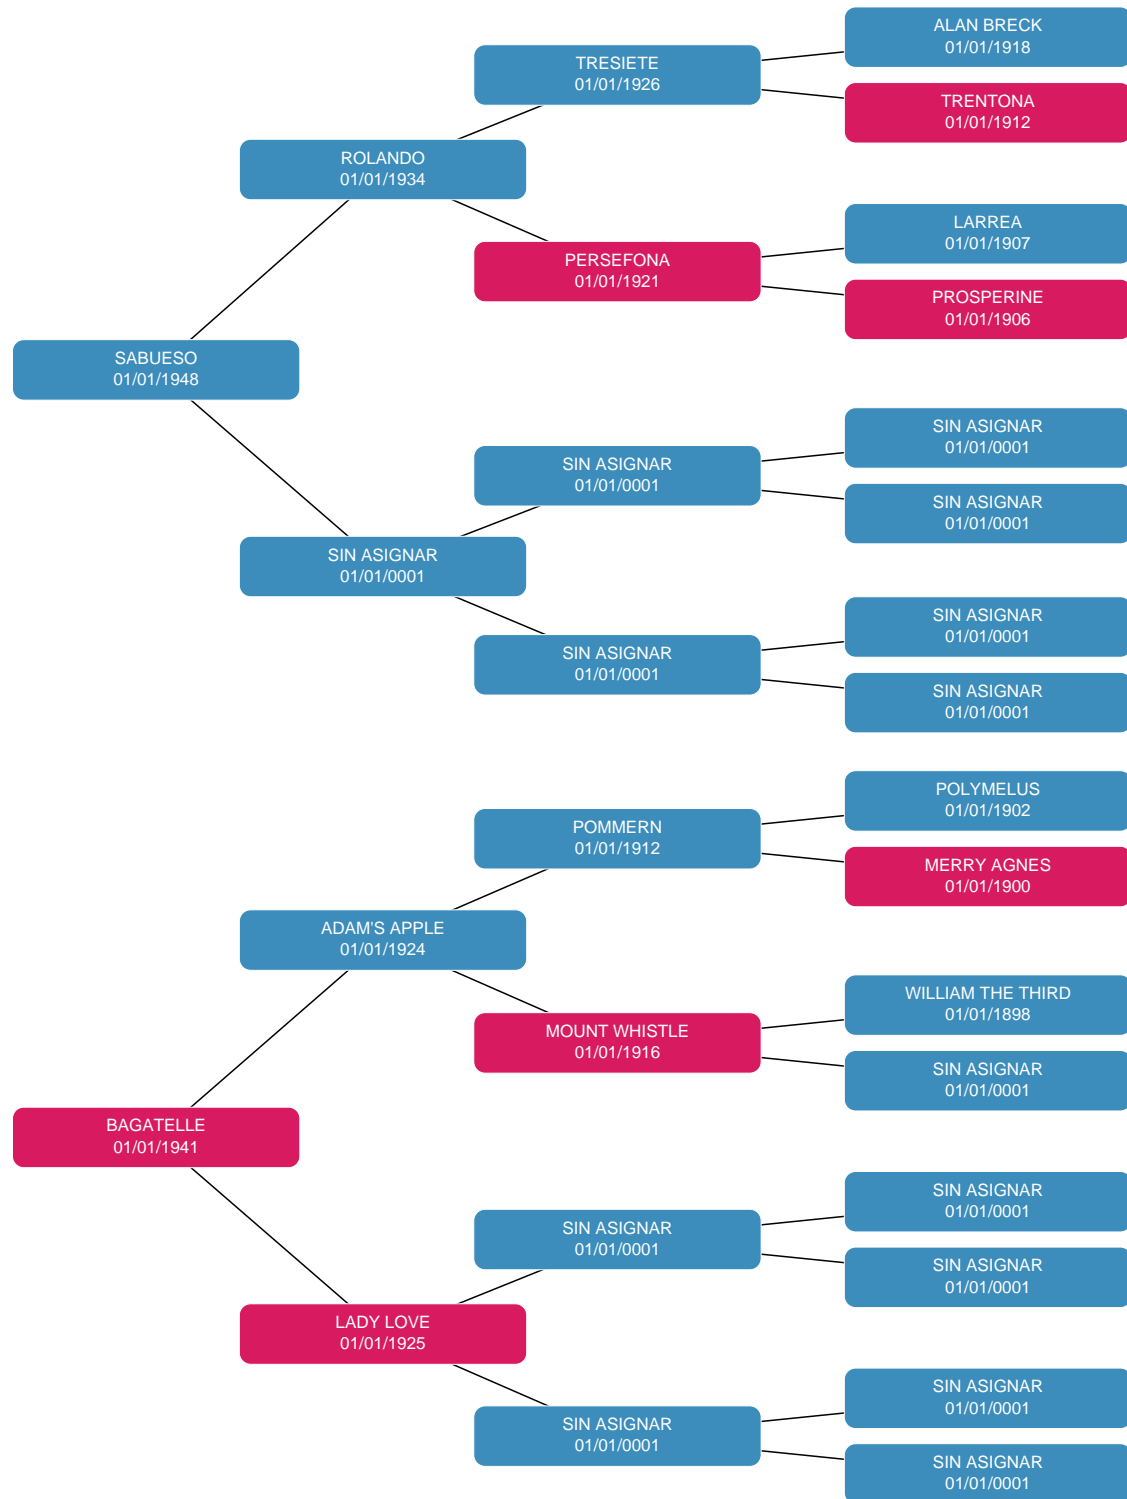 ALAN BRECK
01/01/1918
TRESIETE
01/01/1926
TRENTONA
01/01/1912
ROLANDO
01/01/1934
LARREA
01/01/1907
PERSEFONA
01/01/1921
PROSPERINE
01/01/1906
SABUESO
01/01/1948
SIN ASIGNAR
01/01/0001
SIN ASIGNAR
01/01/0001
SIN ASIGNAR
01/01/0001
SIN ASIGNAR
01/01/0001
SIN ASIGNAR
01/01/0001
SIN ASIGNAR
01/01/0001
SIN ASIGNAR
01/01/0001
POLYMELUS
01/01/1902
POMMERN
01/01/1912
MERRY AGNES
01/01/1900
ADAM'S APPLE
01/01/1924
WILLIAM THE THIRD
01/01/1898
MOUNT WHISTLE
01/01/1916
SIN ASIGNAR
01/01/0001
BAGATELLE
01/01/1941
SIN ASIGNAR
01/01/0001
SIN ASIGNAR
01/01/0001
SIN ASIGNAR
01/01/0001
LADY LOVE
01/01/1925
SIN ASIGNAR
01/01/0001
SIN ASIGNAR
01/01/0001
SIN ASIGNAR
01/01/0001